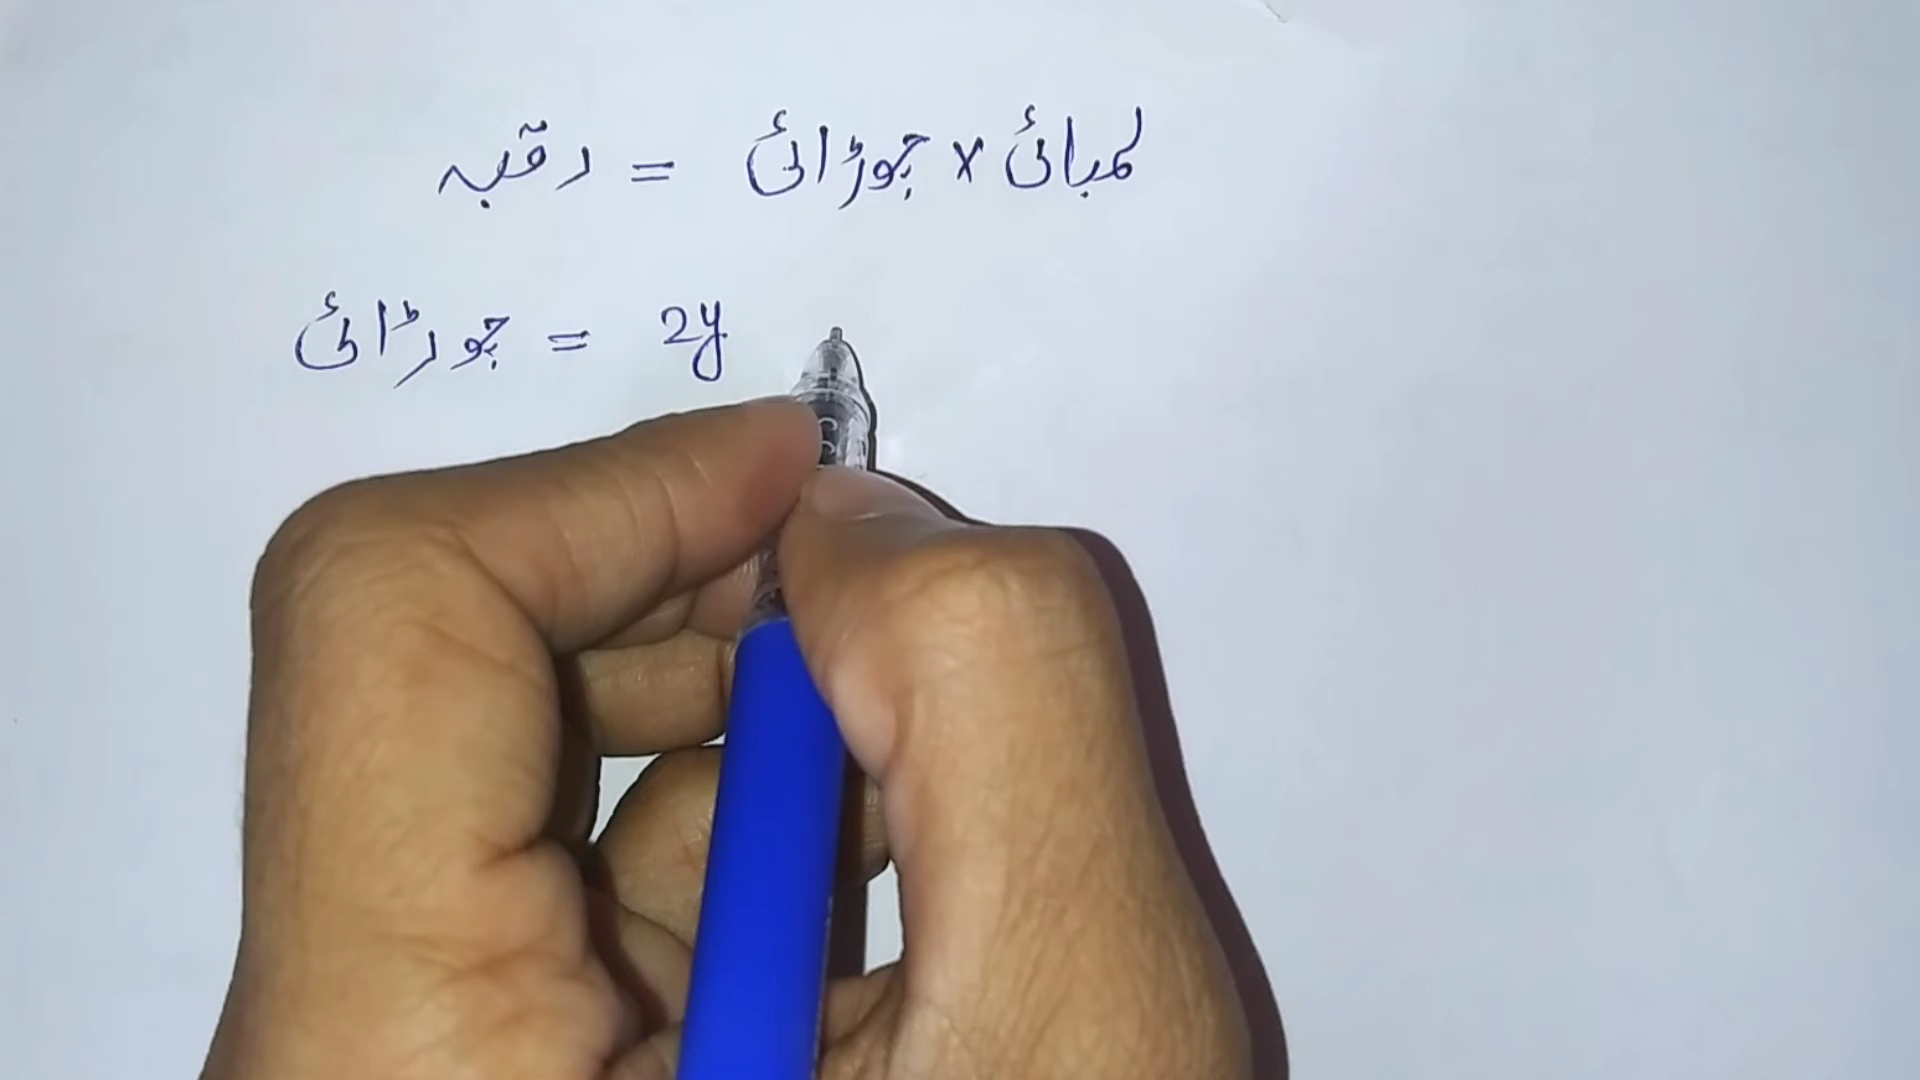 رقبہ = چوڑائی x لمبائی
چوڑائی = 2y